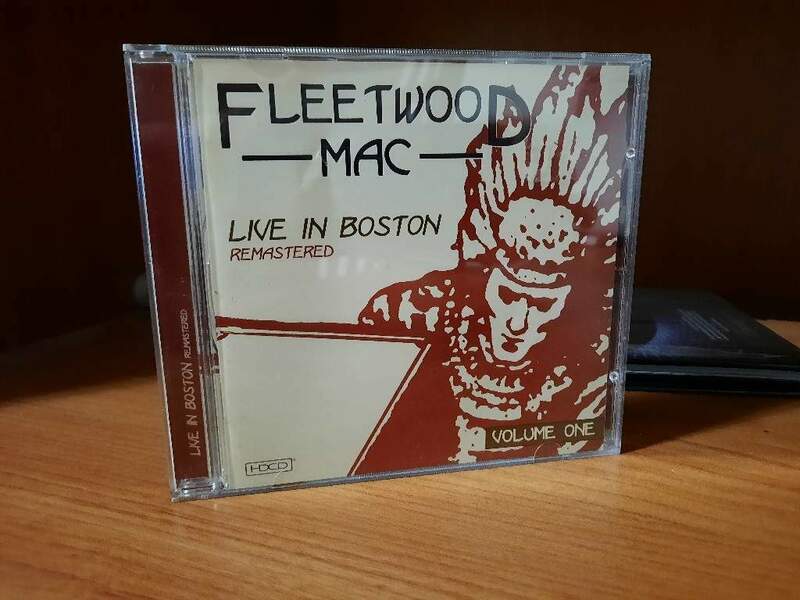 FLEETWOOD
MAC
LIVE IN BOSTON
REMASTERED
VOLUME ONE
HDCD
LIVE IN BOSTON REMASTERED